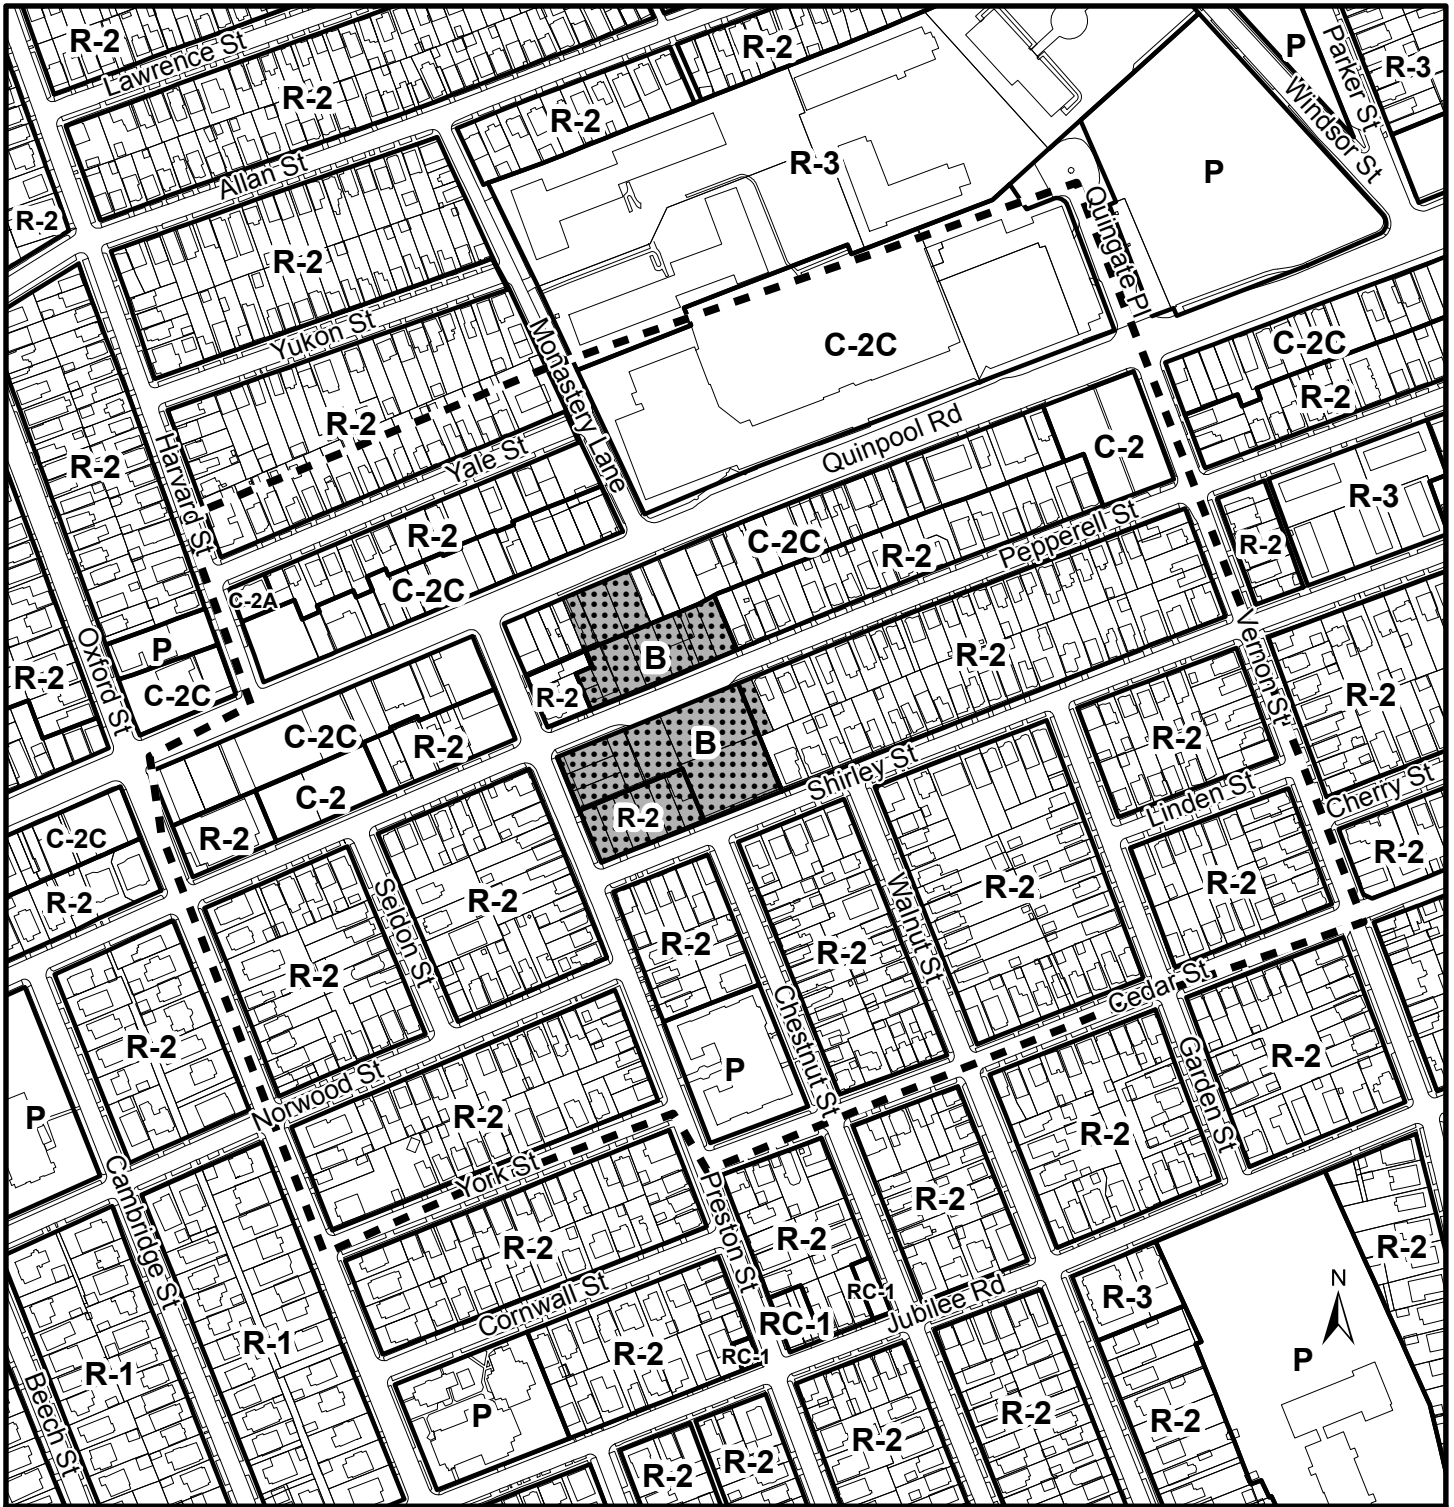 R-2
Lawrence St
R-2
P
Parker St
R-3
R-2
R-2
Windsor St
Allan St
R-3
P
R-2
R-2
Quingate Pl
Yukon St
Monastery Lane
C-2C
C-2C
R-2
R-2
Quinpool Rd
Harvard St
Yale St
C-2
R-2
R-3
R-2
C-2C
R-2
Pepperell St
R-2
C-2C
C-2A
Oxford St
P
B
R-2
Vernon St
R-2
C-2C
R-2
R-2
C-2C
R-2
B
R-2
Shirley St
C-2
R-2
Linden St
Cherry St
C-2C
R-2
R-2
R-2
R-2
Seldon St
R-2
Walnut St
R-2
R-2
R-2
R-2
R-2
Chestnut St
Cedar St
R-2
P
Garden St
R-2
P
Norwood St
R-2
R-2
Cambridge St
York St
Preston St
R-2
R-2
R-2
R-2
N
RC-1
R-3
Cornwall St
RC-1
Jubilee Rd
R-1
R-2
RC-1
P
R-1
Beech St
P
R-2
R-2
R-2
R-2
R-2